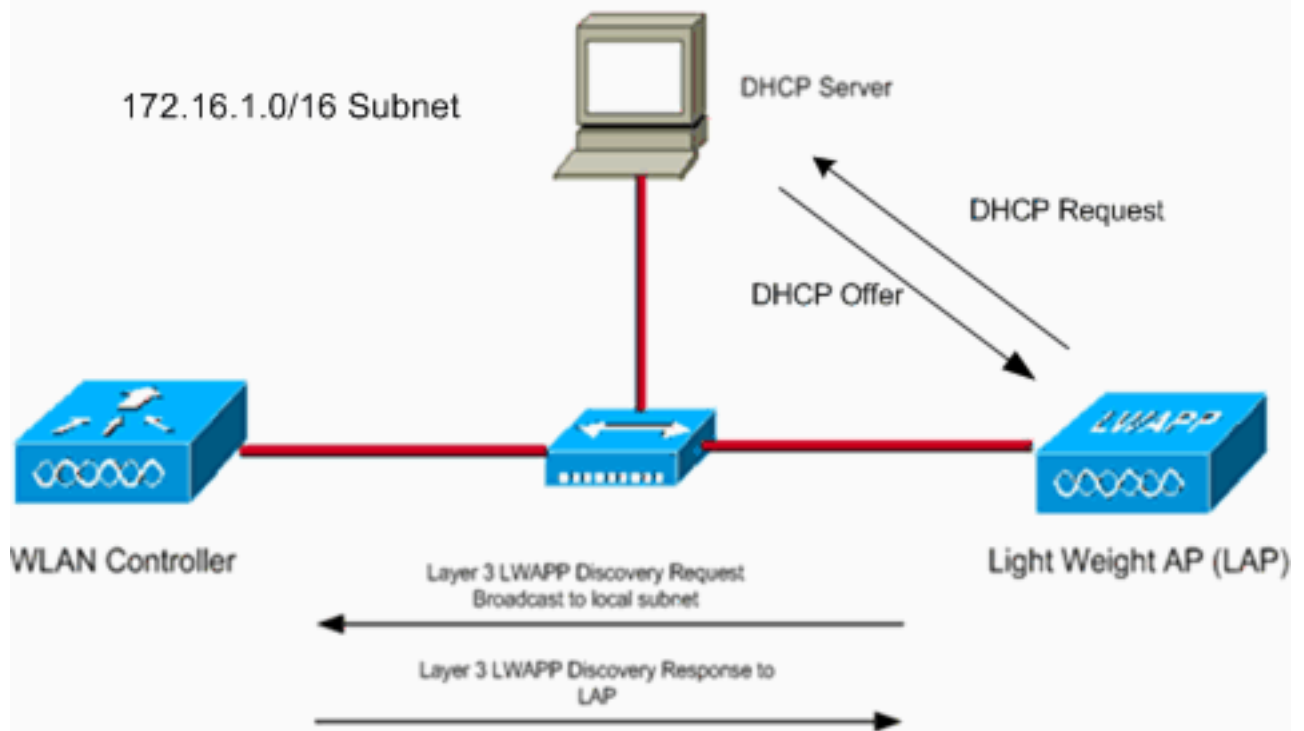 172.16.1.0/16 Subnet
DHCP Server
DHCP Request
DHCP Offer
LWAPP
WLAN Controller
Light Weight AP (LAP)
Layer 3 LWAPP Discovery Request
Broadcast to local subnet
Layer 3 LWAPP Discovery Response to
LAP